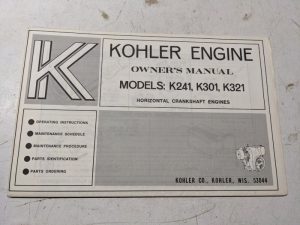 K
KOHLER ENGINE
OWNER'S MANUAL
MODELS: K241, K301, K321
HORIZONTAL CRANKSHAFT ENGINES
OPERATING INSTRUCTIONS
MAINTENANCE SCHEDULE
MAINTENANCE PROCEDURE
PARTS IDENTIFICATION
PARTS ORDERING
KOHLER CO., KOHLER, WIS. 53044